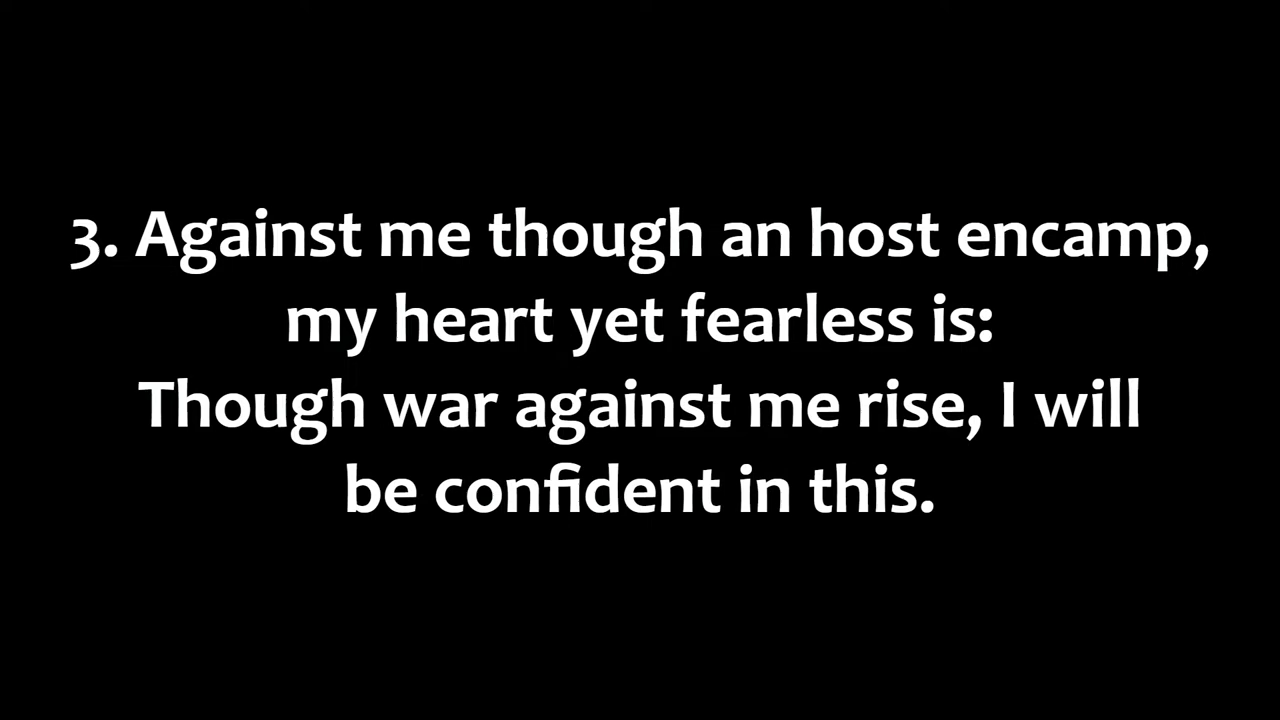 3. Against me though an host encamp,
my heart yet fearless is:
Though war against me rise, I will
be confident in this.